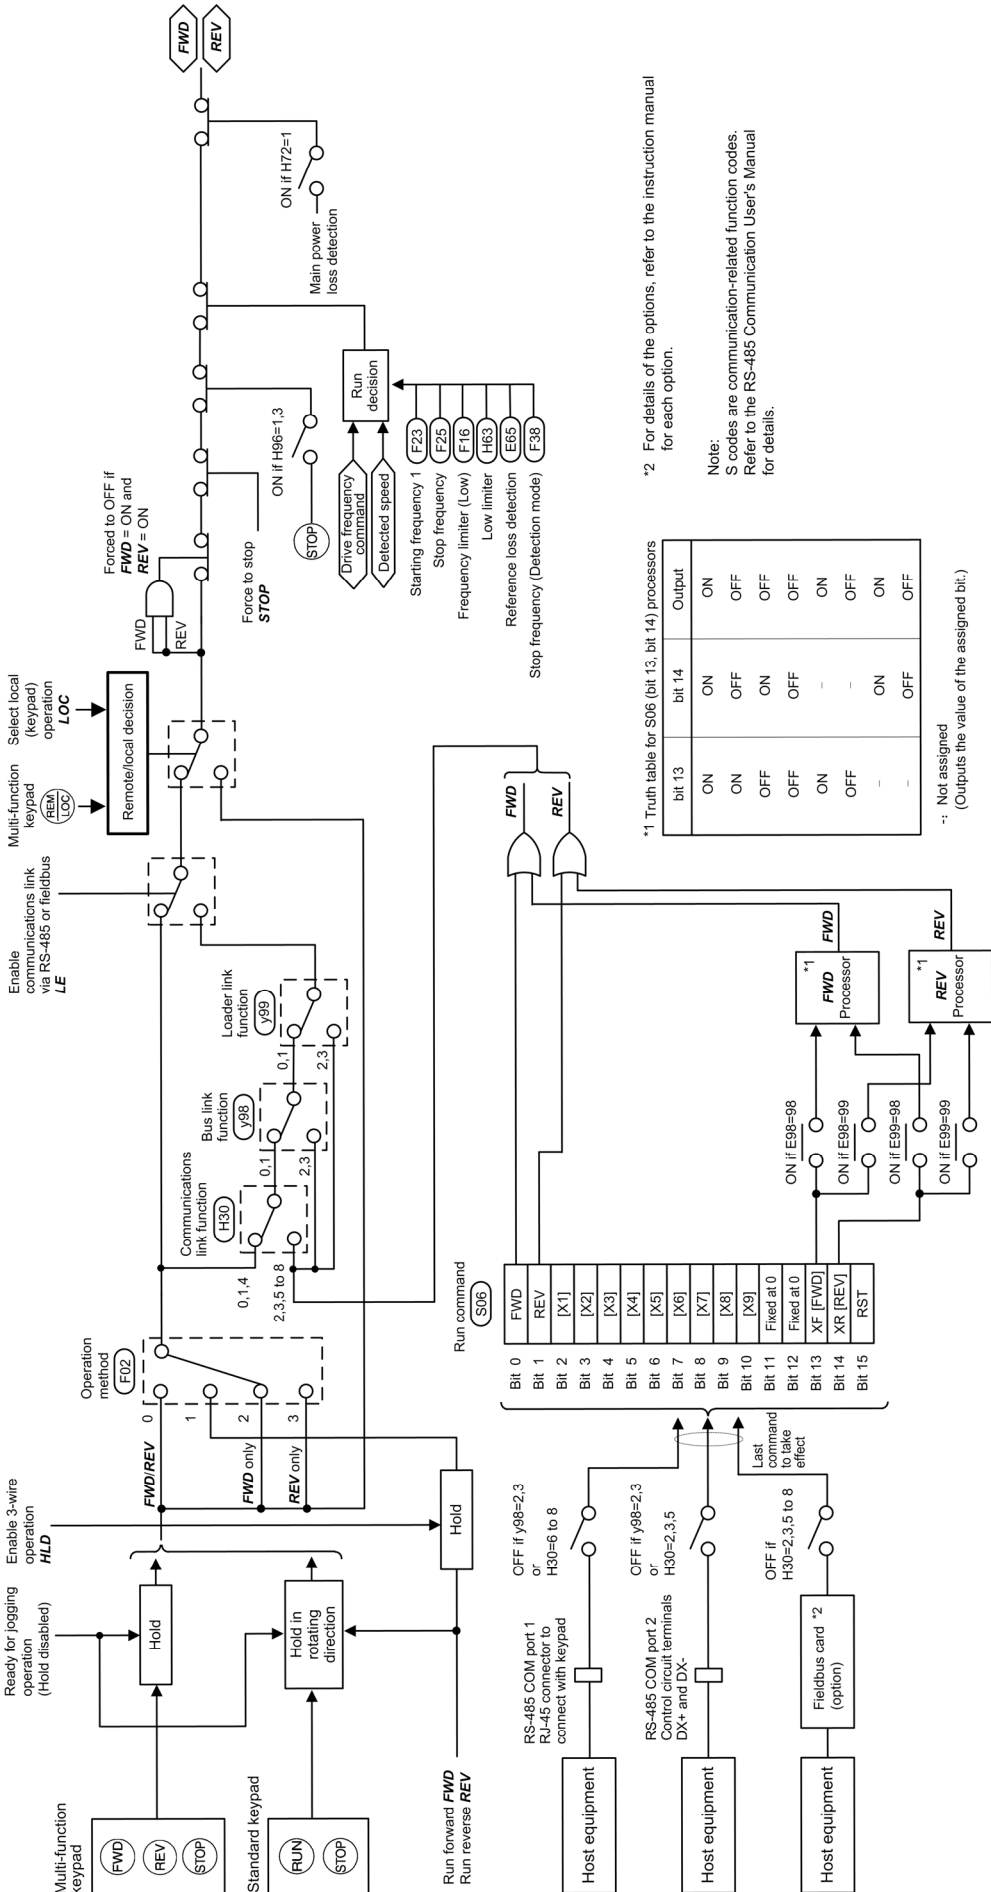 Multi-function
keypad
FWD
REV
STOP
Standard keypad
RUN
STOP
Run forward FWD
Run reverse REV
Ready for jogging
operation
(Hold disabled)
Hold
Hold in
rotating
direction
Enable 3-wire
operation
HLD
Hold
FWD/REV
FWD only
REV only
Operation
method
F02
0
1
2
3
Communications
link function
H30
0,1,4
2,3,5 to 8
Bus link
function
y98
0,1
2,3
Loader link
function
y99
0,1
2,3
Enable
communications link
via RS-485 or fieldbus
LE
Multi-function
keypad
REM
LOC
Select local
(keypad)
operation
LOC
Remote/local decision
FWD
REV
Forced to OFF if
FWD = ON and
REV = ON
Force to stop
STOP
ON if H96=1,3
STOP
Drive frequency
command
Detected speed
Run
decision
Starting frequency 1
F23
Stop frequency
F25
Frequency limiter (Low)
F16
Low limiter
H63
Reference loss detection
E65
Stop frequency (Detection mode)
F38
ON if H72=1
Main power
loss detection
FWD
REV
Host equipment
RS-485 COM port 1
RJ-45 connector to
connect with keypad
OFF if y98=2,3
or
H30=6 to 8
Host equipment
RS-485 COM port 2
Control circuit terminals
DX+ and DX-
OFF if y98=2,3
or
H30=2,3,5
Host equipment
Fieldbus card *2
(option)
OFF if
H30=2,3,5 to 8
Last
command
to take
effect
Run command
S06
Bit 0 FWD
Bit 1 REV
Bit 2 [X1]
Bit 3 [X2]
Bit 4 [X3]
Bit 5 [X4]
Bit 6 [X5]
Bit 7 [X6]
Bit 8 [X7]
Bit 9 [X8]
Bit 10 [X9]
Bit 11 Fixed at 0
Bit 12 Fixed at 0
Bit 13 XF [FWD]
Bit 14 XR [REV]
Bit 15 RST
ON if E98=98
ON if E98=99
ON if E99=98
ON if E99=99
*1
FWD
Processor
*1
REV
Processor
FWD
REV
FWD
REV
*1 Truth table for S06 (bit 13, bit 14) processors
bit 13 bit 14 Output
ON ON ON
ON OFF OFF
OFF ON OFF
OFF OFF OFF
ON - ON
OFF - OFF
- ON ON
- OFF OFF
-: Not assigned
(Outputs the value of the assigned bit.)
*2 For details of the options, refer to the instruction manual
for each option.
Note:
S codes are communication-related function codes.
Refer to the RS-485 Communication User's Manual
for details.